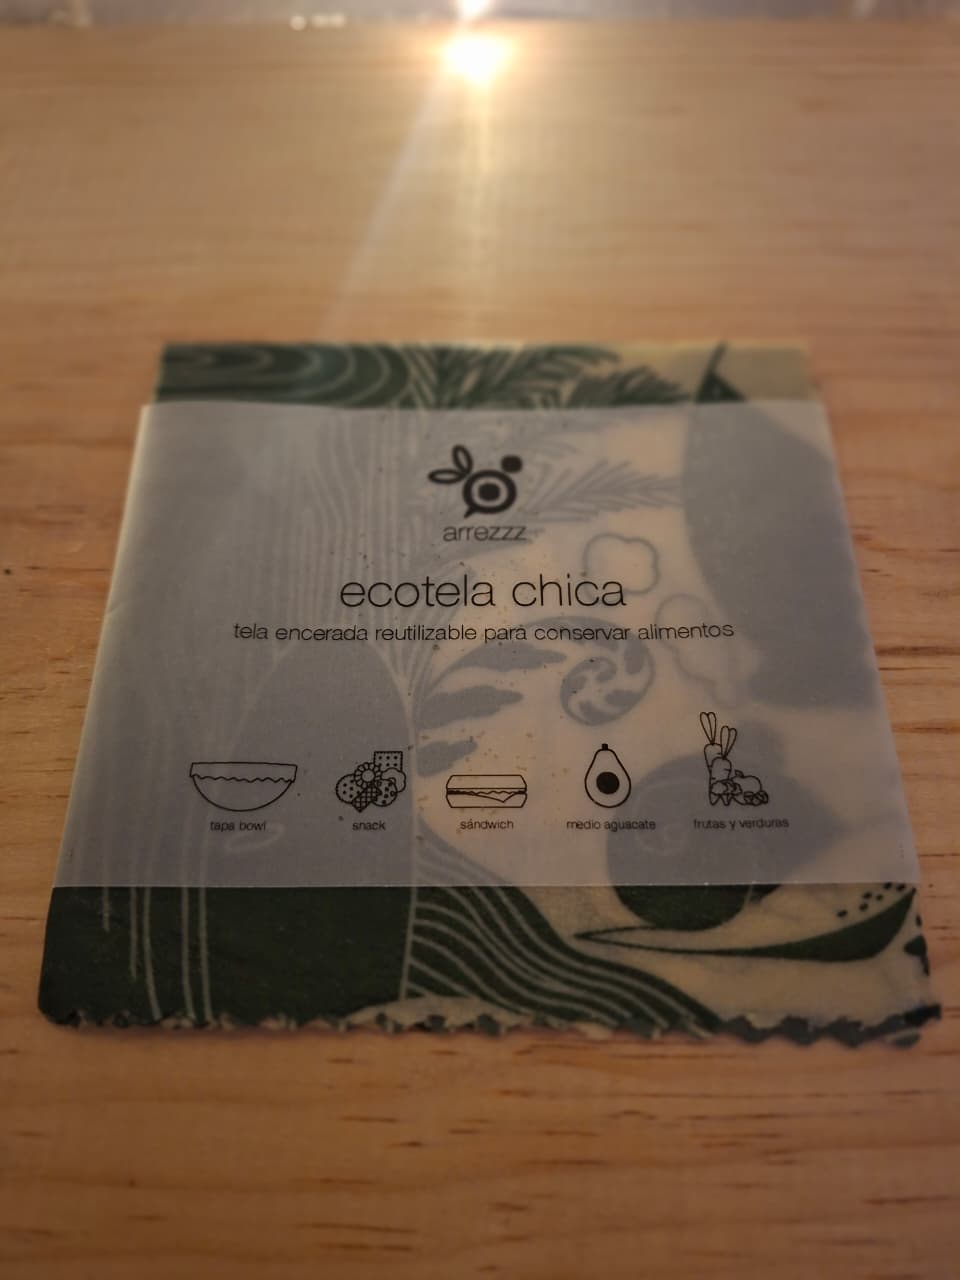 arrezzz
ecotela chica
tela encerada reutilizable para conservar alimentos
tapa bowl
snack
sándwich
medio aguacate
frutas y verduras